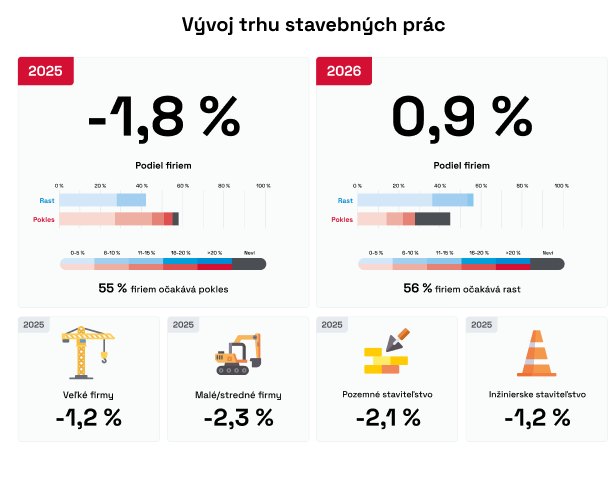 Vývoj trhu stavebných prác
2025
-1,8 %
Podiel firiem
0 % 20 % 40 % 60 % 80 % 100 %
Rast
Pokles
0-5 % 6-10 % 11-15 % 16-20 % >20 % Nevi
55 % firiem očakává pokles
2026
0,9 %
Podiel firiem
0 % 20 % 40 % 60 % 80 % 100 %
Rast
Pokles
0-5 % 6-10 % 11-15 % 16-20 % >20 % Nevi
56 % firiem očakává rast
2025
Veľké firmy
-1,2 %
2025
Malé/stredné firmy
-2,3 %
2025
Pozemné staviteľstvo
-2,1 %
2025
Inžinierske staviteľstvo
-1,2 %